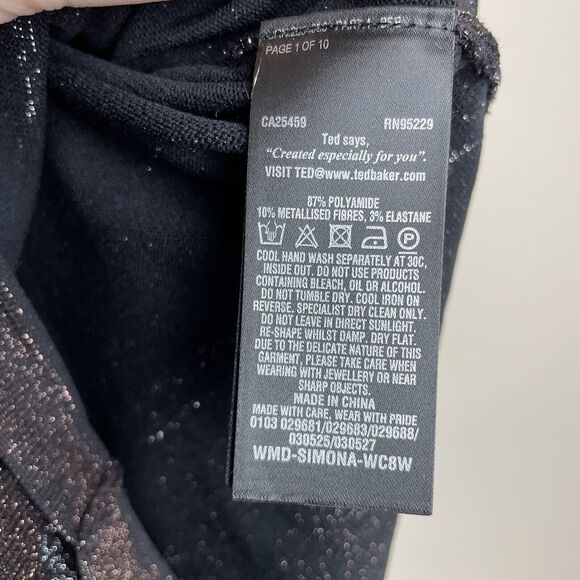 PAGE 1 OF 10
CA25459 RN95229
Ted says,
“Created especially for you”.
VISIT TED@www.tedbaker.com
87% POLYAMIDE
10% METALLISED FIBRES, 3% ELASTANE
P
COOL HAND WASH SEPARATELY AT 30C,
INSIDE OUT. DO NOT USE PRODUCTS
CONTAINING BLEACH, OIL OR ALCOHOL.
DO NOT TUMBLE DRY. COOL IRON ON
REVERSE. SPECIALIST DRY CLEAN ONLY.
DO NOT LEAVE IN DIRECT SUNLIGHT.
RE-SHAPE WHILST DAMP. DRY FLAT.
DUE TO THE DELICATE NATURE OF THIS
GARMENT, PLEASE TAKE CARE WHEN
WEARING WITH JEWELLERY OR NEAR
SHARP OBJECTS.
MADE IN CHINA
MADE WITH CARE, WEAR WITH PRIDE
0103 029681/029683/029688/
030525/030527
WMD-SIMONA-WC8W